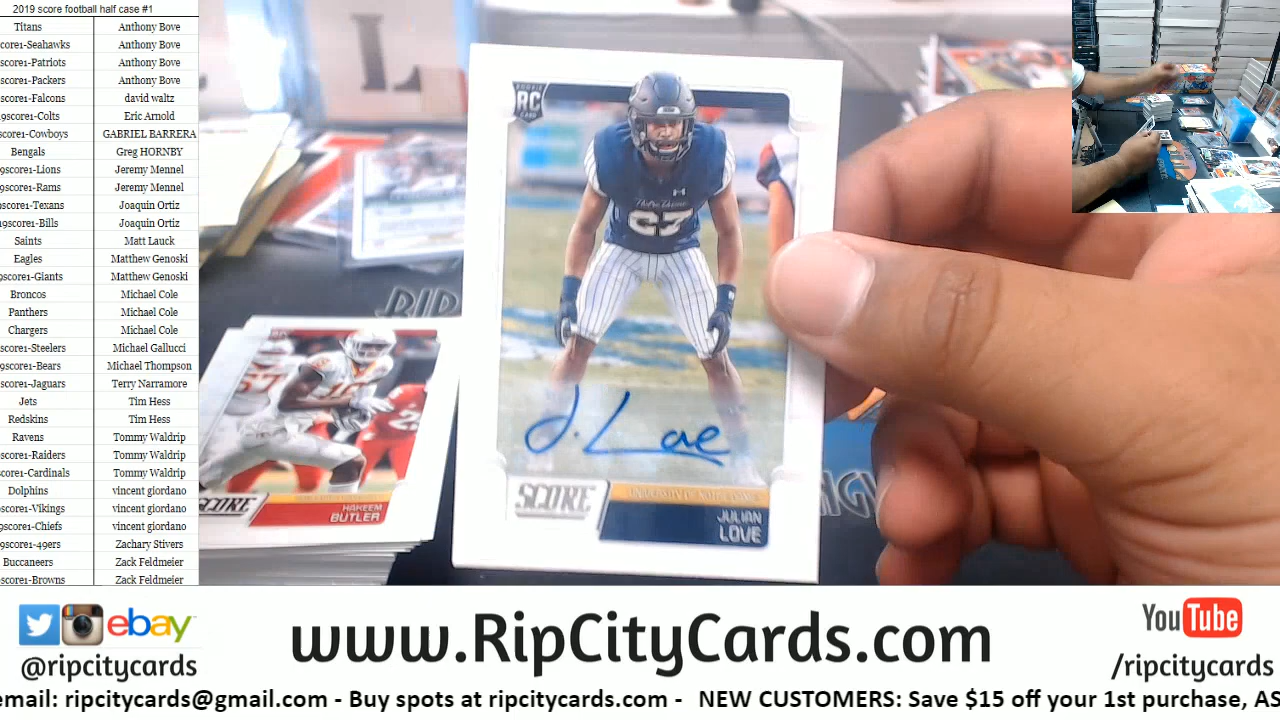 2019 score football half case #1
Titans Anthony Bove
core1-Seahawks Anthony Bove
score1-Patriots Anthony Bove
score1-Packers Anthony Bove
score1-Falcons david waltz
9score1-Colts Eric Arnold
score1-Cowboys GABRIEL BARRERA
Bengals Greg HORNBY
9score1-Lions Jeremy Mennel
9score1-Rams Jeremy Mennel
9score1-Texans Joaquin Ortiz
19score1-Bills Joaquin Ortiz
Saints Matt Lauck
Eagles Matthew Genoski
9score1-Giants Matthew Genoski
Broncos Michael Cole
Panthers Michael Cole
Chargers Michael Cole
score1-Steelers Michael Gallucci
9score1-Bears Michael Thompson
score1-Jaguars Terry Narramore
Jets Tim Hess
Redskins Tim Hess
Ravens Tommy Waldrip
score1-Raiders Tommy Waldrip
core1-Cardinals Tommy Waldrip
Dolphins vincent giordano
score1-Vikings vincent giordano
9score1-Chiefs vincent giordano
9score1-49ers Zachary Stivers
Buccaneers Zack Feldmeier
score1-Browns Zack Feldmeier
RC
Notre Dame
27
J. Love
SCORE
JULIAN
LOVE
RIP
SCORE
HAKEEM
BUTLER
ebay
@ripcitycards
www.RipCityCards.com
YouTube
/ripcitycards
email: ripcitycards@gmail.com - Buy spots at ripcitycards.com - NEW CUSTOMERS: Save $15 off your 1st purchase, AS